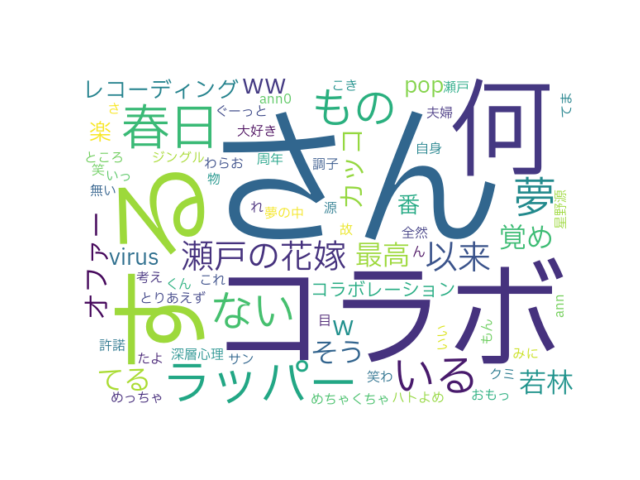 レコーディング
ww
こき
pop
瀬戸
てま
さ
ぐーっと
ann0
もの
夫婦
何
楽
春日
大好き
カッコ
自身
ところ
ジングル
わらお
周年
調子
さん
笑
いっ
物
無い
る
れ
夢の中
源
番
夢
星野源
故
全然
覚め
オファー
virus
瀬戸の花嫁
最高
ん
以来
考え
くん
これ
コラボ
とりあえず
する
ない
コラボレーション
ann
目
w
いい
もん
許諾
たよ
深層心理
サン
そう
みに
てる
ラッパー
笑わ
いる
クミ
若林
めっちゃ
めちゃくちゃ
ハトよめ
おもっ